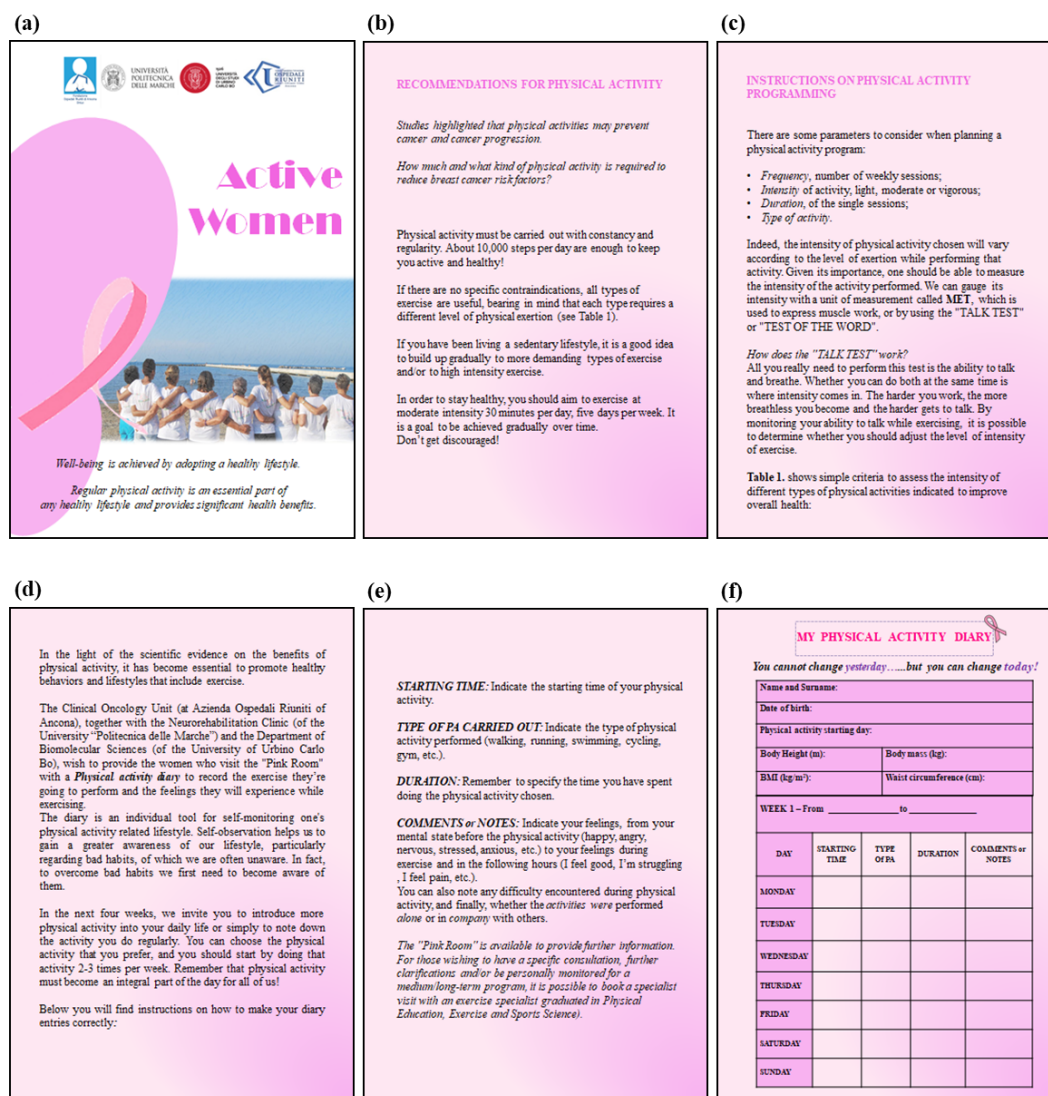 (a)
UNIVERSITÀ
POLITECNICA
DELLE MARCHE
1506
UNIVERSITÀ
DEGLI STUDI
DI URBINO
CARLO BO
OSPEDALI
RIUNITI
Active
Women
Well-being is achieved by adopting a healthy lifestyle.
Regular physical activity is an essential part of
any healthy lifestyle and provides significant health benefits.
(b)
RECOMMENDATIONS FOR PHYSICAL ACTIVITY
Studies highlighted that physical activities may prevent
cancer and cancer progression.
How much and what kind of physical activity is required to
reduce breast cancer risk factors?
Physical activity must be carried out with constancy and
regularity. About 10,000 steps per day are enough to keep
you active and healthy!
If there are no specific contraindications, all types of
exercise are useful, bearing in mind that each type requires a
different level of physical exertion (see Table 1).
If you have been living a sedentary lifestyle, it is a good idea
to build up gradually to more demanding types of exercise
and/or to high intensity exercise.
In order to stay healthy, you should aim to exercise at
moderate intensity 30 minutes per day, five days per week. It
is a goal to be achieved gradually over time.
Don't get discouraged!
(c)
INSTRUCTIONS ON PHYSICAL ACTIVITY
PROGRAMMING
There are some parameters to consider when planning a
physical activity program:
• Frequency, number of weekly sessions;
• Intensity of activity, light, moderate or vigorous;
• Duration, of the single sessions;
• Type of activity.
Indeed, the intensity of physical activity chosen will vary
according to the level of exertion while performing that
activity. Given its importance, one should be able to measure
the intensity of the activity performed. We can gauge its
intensity with a unit of measurement called MET, which is
used to express muscle work, or by using the "TALK TEST"
or "TEST OF THE WORD".
How does the "TALK TEST" work?
All you really need to perform this test is the ability to talk
and breathe. Whether you can do both at the same time is
where intensity comes in. The harder you work, the more
breathless you become and the harder gets to talk. By
monitoring your ability to talk while exercising, it is possible
to determine whether you should adjust the level of intensity
of exercise.
Table 1. shows simple criteria to assess the intensity of
different types of physical activities indicated to improve
overall health:
(d)
In the light of the scientific evidence on the benefits of
physical activity, it has become essential to promote healthy
behaviors and lifestyles that include exercise.
The Clinical Oncology Unit (at Azienda Ospedali Riuniti of
Ancona), together with the Neurorehabilitation Clinic (of the
University "Politecnica delle Marche") and the Department of
Biomolecular Sciences (of the University of Urbino Carlo
Bo), wish to provide the women who visit the "Pink Room"
with a Physical activity diary to record the exercise they're
going to perform and the feelings they will experience while
exercising.
The diary is an individual tool for self-monitoring one's
physical activity related lifestyle. Self-observation helps us to
gain a greater awareness of our lifestyle, particularly
regarding bad habits, of which we are often unaware. In fact,
to overcome bad habits we first need to become aware of
them.
In the next four weeks, we invite you to introduce more
physical activity into your daily life or simply to note down
the activity you do regularly. You can choose the physical
activity that you prefer, and you should start by doing that
activity 2-3 times per week. Remember that physical activity
must become an integral part of the day for all of us!
Below you will find instructions on how to make your diary
entries correctly:
(e)
STARTING TIME: Indicate the starting time of your physical
activity.
TYPE OF PA CARRIED OUT: Indicate the type of physical
activity performed (walking, running, swimming, cycling,
gym, etc.).
DURATION: Remember to specify the time you have spent
doing the physical activity chosen.
COMMENTS or NOTES: Indicate your feelings, from your
mental state before the physical activity (happy, angry,
nervous, stressed, anxious, etc.) to your feelings during
exercise and in the following hours (I feel good, I'm struggling
, I feel pain, etc.).
You can also note any difficulty encountered during physical
activity, and finally, whether the activities were performed
alone or in company with others.
The "Pink Room" is available to provide further information.
For those wishing to have a specific consultation, further
clarifications and/or be personally monitored for a
medium/long-term program, it is possible to book a specialist
visit with an exercise specialist graduated in Physical
Education, Exercise and Sports Science).
(f)
MY PHYSICAL ACTIVITY DIARY
You cannot change yesterday…...but you can change today!
Name and Surname:
Date of birth:
Physical activity starting day:
Body Height (m): Body mass (kg):
BMI (kg/m²): Waist circumference (cm):
WEEK 1 – From ______________ to ______________
DAY STARTING TIME TYPE Of PA DURATION COMMENTS or NOTES
MONDAY
TUESDAY
WEDNESDAY
THURSDAY
FRIDAY
SATURDAY
SUNDAY